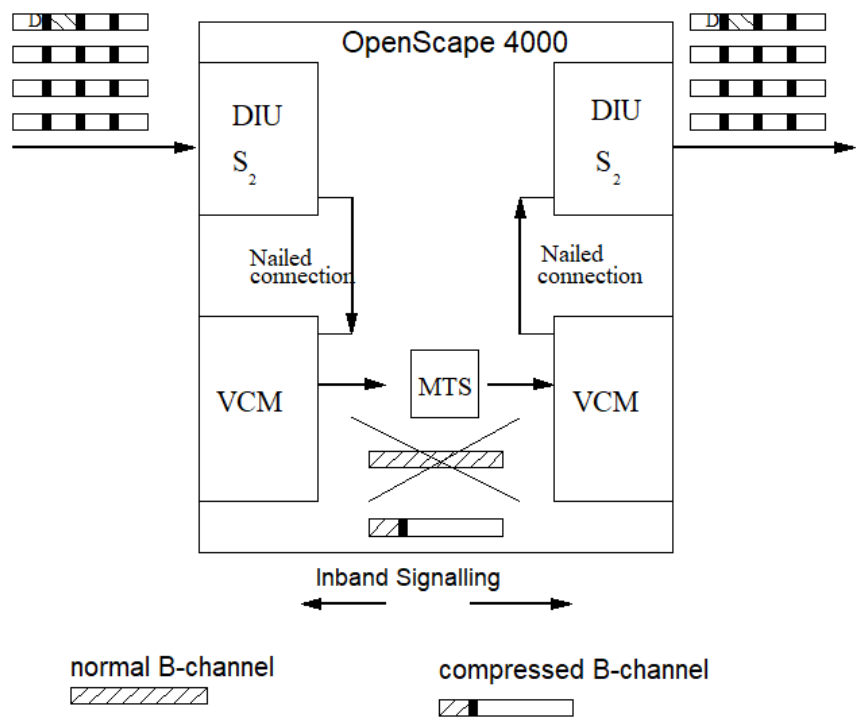 D
D
OpenScape 4000
DIU
S2
DIU
S2
Nailed
connection
Nailed
connection
VCM
MTS
VCM
Inband Signalling
normal B-channel
compressed B-channel